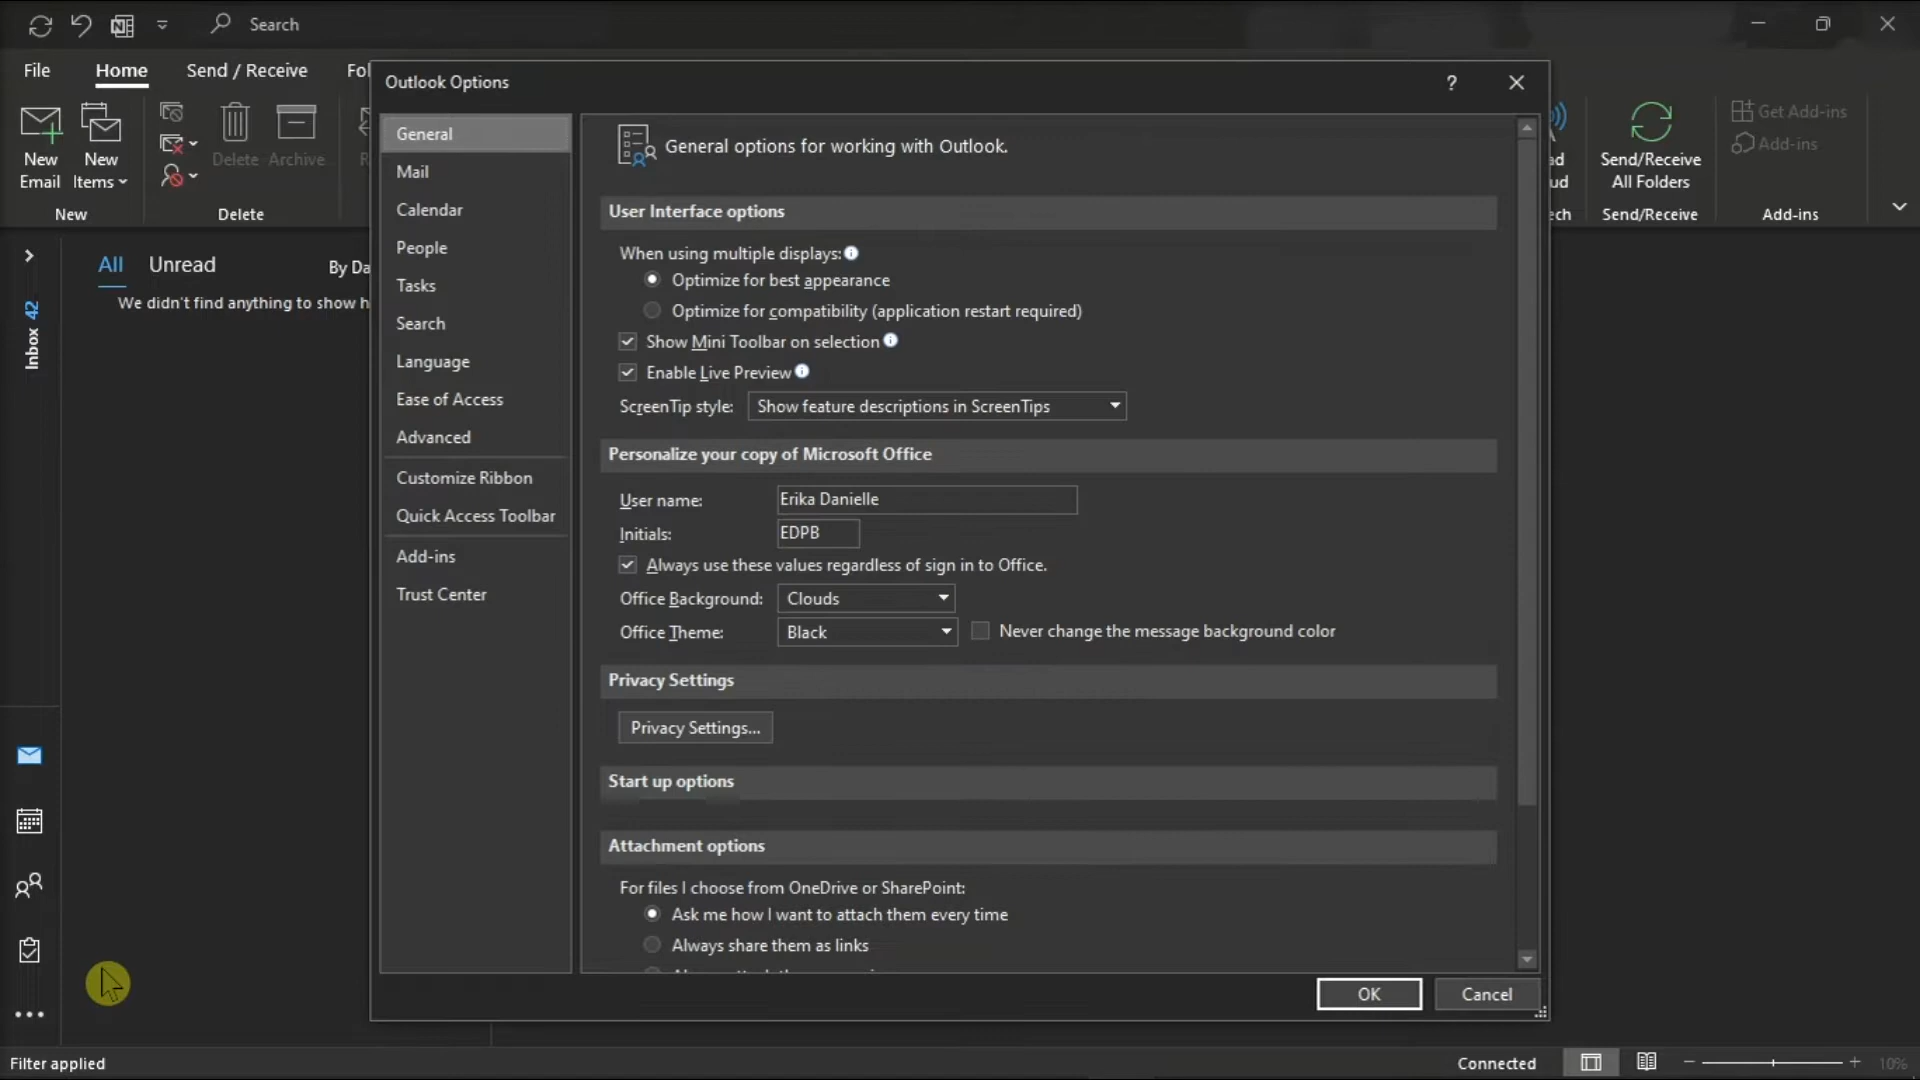 Search
File
Home
Send / Receive
Fol
New
Email
New
Items
Delete
Archive
New
Delete
Send/Receive
All Folders
Send/Receive
Get Add-ins
Add-ins
Add-ins
All
Unread
By Da
We didn't find anything to show h
Inbox 42
Outlook Options
?
General
Mail
Calendar
People
Tasks
Search
Language
Ease of Access
Advanced
Customize Ribbon
Quick Access Toolbar
Add-ins
Trust Center
General options for working with Outlook.
User Interface options
When using multiple displays:
Optimize for best appearance
Optimize for compatibility (application restart required)
Show Mini Toolbar on selection
Enable Live Preview
ScreenTip style: Show feature descriptions in ScreenTips
Personalize your copy of Microsoft Office
User name: Erika Danielle
Initials: EDPB
Always use these values regardless of sign in to Office.
Office Background: Clouds
Office Theme: Black
Never change the message background color
Privacy Settings
Privacy Settings...
Start up options
Attachment options
For files I choose from OneDrive or SharePoint:
Ask me how I want to attach them every time
Always share them as links
OK
Cancel
Filter applied
Connected
10%